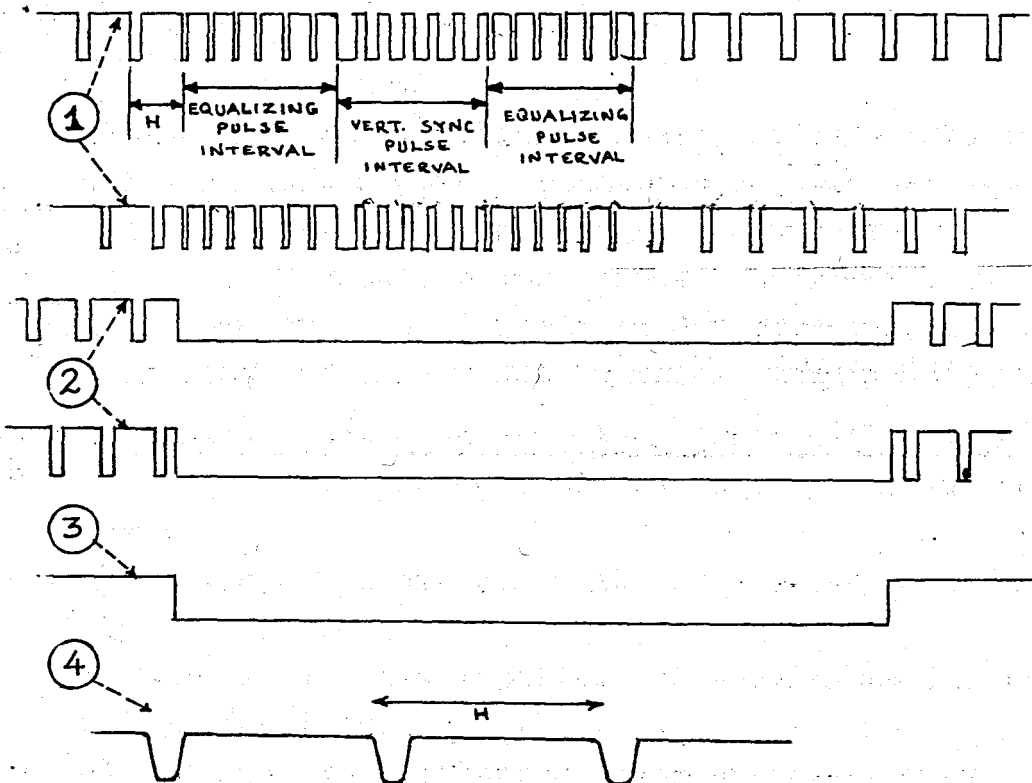 1
H
EQUALIZING
PULSE
INTERVAL
VERT. SYNC
PULSE
INTERVAL
EQUALIZING
PULSE
INTERVAL
2
3
4
H